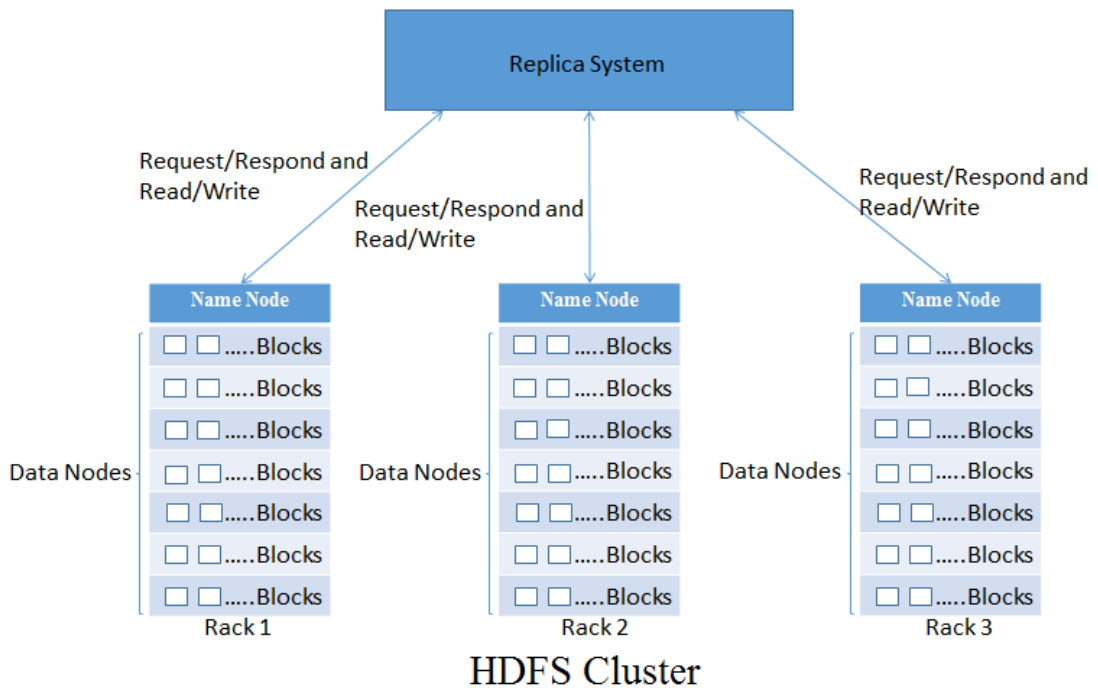 Replica System
Request/Respond and
Read/Write
Request/Respond and
Read/Write
Request/Respond and
Read/Write
Name Node
Name Node
Name Node
Data Nodes
.....Blocks
.....Blocks
.....Blocks
.....Blocks
.....Blocks
.....Blocks
.....Blocks
Rack 1
Data Nodes
.....Blocks
.....Blocks
.....Blocks
.....Blocks
.....Blocks
.....Blocks
.....Blocks
Rack 2
Data Nodes
.....Blocks
.....Blocks
.....Blocks
.....Blocks
.....Blocks
.....Blocks
.....Blocks
Rack 3
HDFS Cluster